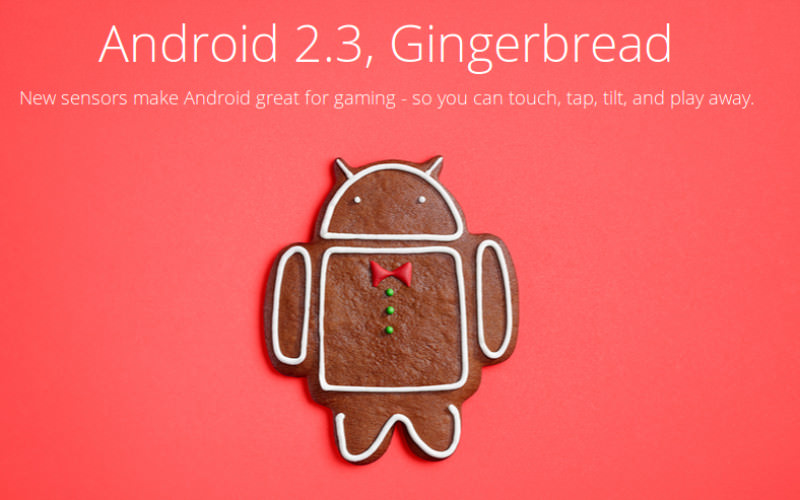 Android 2.3, Gingerbread
New sensors make Android great for gaming - so you can touch, tap, tilt, and play away.